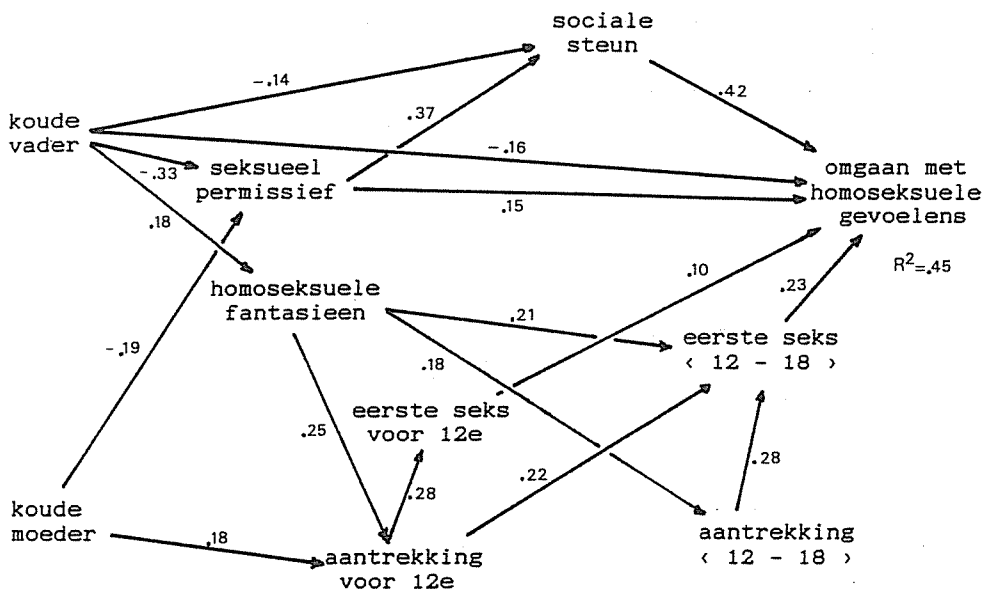 sociale
steun
-.14
.42
koude
vader
.37
-.16
-.33
seksueel
permissief
omgaan met
homoseksuele
gevoelens
.15
.18
R²=.45
.10
homoseksuele
fantasieen
.23
.21
eerste seks
< 12 - 18 >
-.19
.18
eerste seks
voor 12e
.25
.22
.28
.28
koude
moeder
.18
aantrekking
voor 12e
aantrekking
< 12 - 18 >